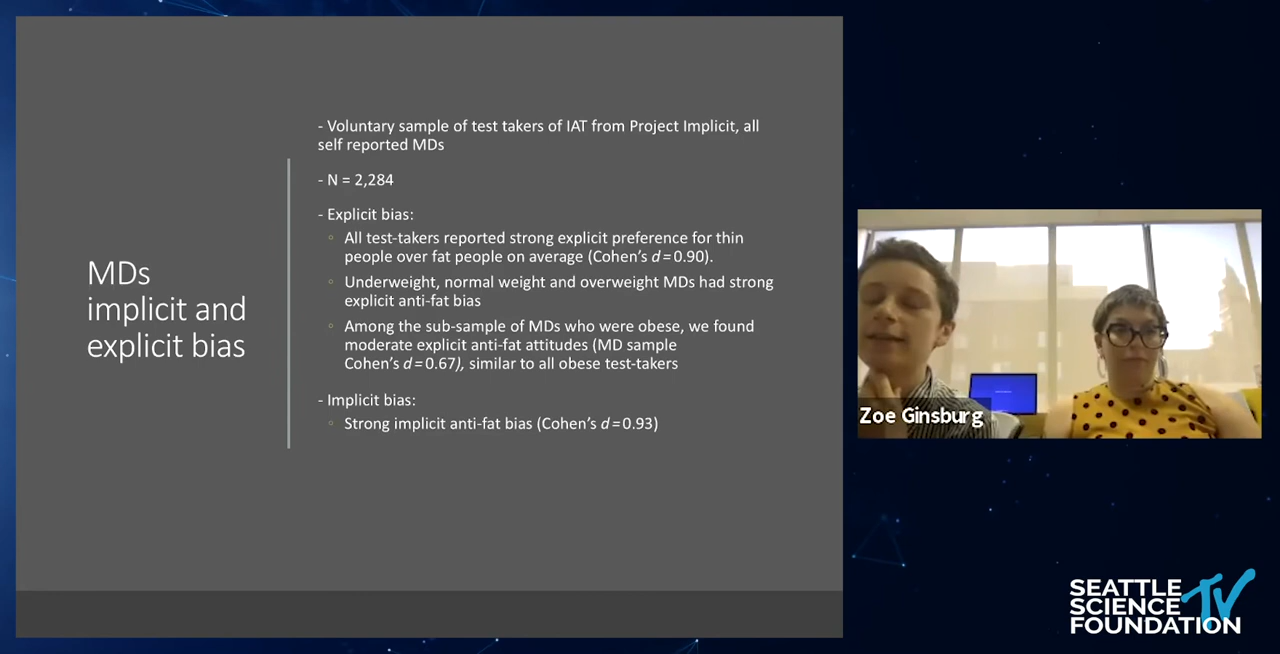 MDs
implicit and
explicit bias
- Voluntary sample of test takers of IAT from Project Implicit, all
self reported MDs
- N = 2,284
- Explicit bias:
◦ All test-takers reported strong explicit preference for thin
people over fat people on average (Cohen's d = 0.90).
◦ Underweight, normal weight and overweight MDs had strong
explicit anti-fat bias
◦ Among the sub-sample of MDs who were obese, we found
moderate explicit anti-fat attitudes (MD sample
Cohen's d = 0.67), similar to all obese test-takers
- Implicit bias:
◦ Strong implicit anti-fat bias (Cohen's d = 0.93)
Zoe Ginsburg
SEATTLE
SCIENCE
FOUNDATION
TV